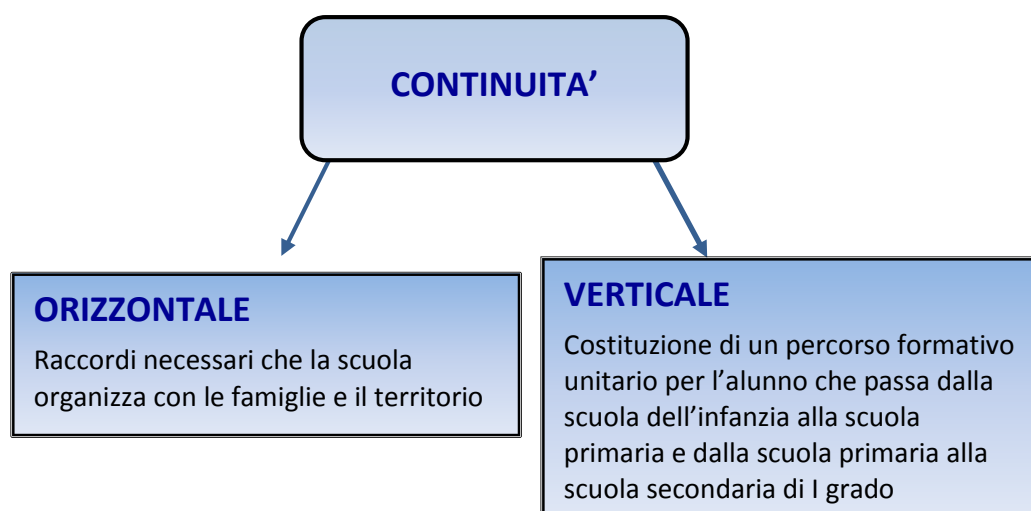 CONTINUITA’
ORIZZONTALE
Raccordi necessari che la scuola
organizza con le famiglie e il territorio
VERTICALE
Costituzione di un percorso formativo
unitario per l’alunno che passa dalla
scuola dell’infanzia alla scuola
primaria e dalla scuola primaria alla
scuola secondaria di I grado